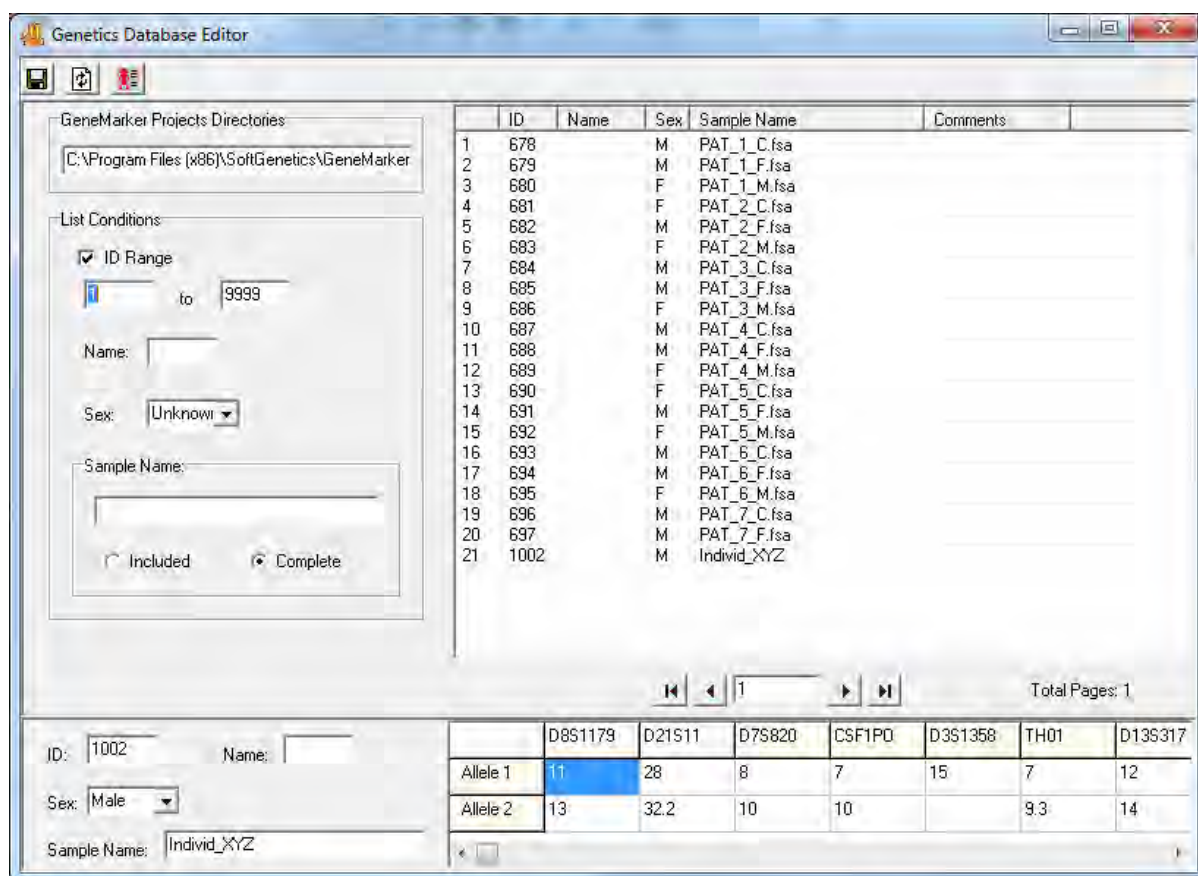 Genetics Database Editor
GeneMarker Projects Directories
C:\Program Files (x86)\SoftGenetics\GeneMarker
List Conditions
ID Range
1 to 9999
Name:
Sex: Unknown
Sample Name:
Included Complete
ID Name Sex Sample Name Comments
1 678 M PAT_1_C.fsa
2 679 M PAT_1_F.fsa
3 680 F PAT_1_M.fsa
4 681 F PAT_2_C.fsa
5 682 M PAT_2_F.fsa
6 683 F PAT_2_M.fsa
7 684 M PAT_3_C.fsa
8 685 M PAT_3_F.fsa
9 686 F PAT_3_M.fsa
10 687 M PAT_4_C.fsa
11 688 M PAT_4_F.fsa
12 689 F PAT_4_M.fsa
13 690 F PAT_5_C.fsa
14 691 M PAT_5_F.fsa
15 692 F PAT_5_M.fsa
16 693 M PAT_6_C.fsa
17 694 M PAT_6_F.fsa
18 695 F PAT_6_M.fsa
19 696 M PAT_7_C.fsa
20 697 M PAT_7_F.fsa
21 1002 M Individ_XYZ
1 Total Pages: 1
ID: 1002 Name:
Sex: Male
Sample Name: Individ_XYZ
D8S1179 D21S11 D7S820 CSF1PO D3S1358 TH01 D13S317
Allele 1 11 28 8 7 15 7 12
Allele 2 13 32.2 10 10 9.3 14